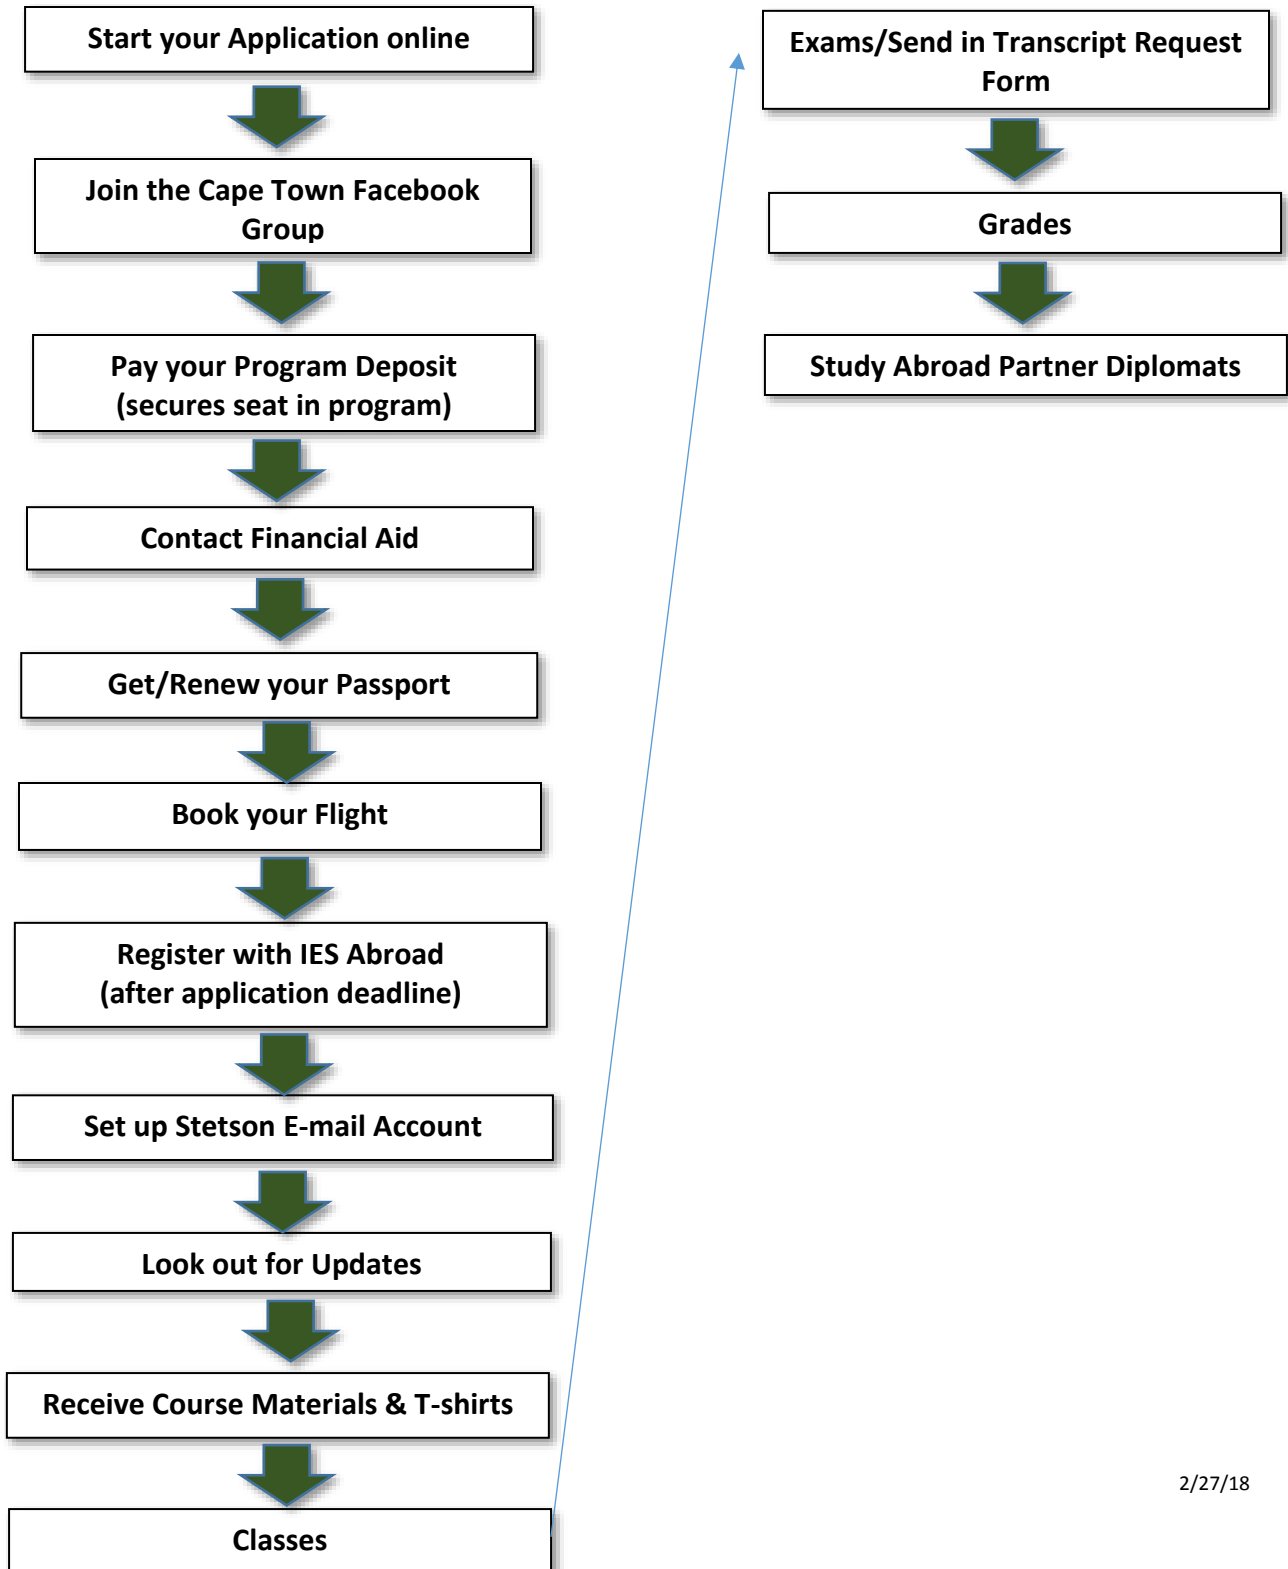 Start your Application online
Join the Cape Town Facebook
Group
Pay your Program Deposit
(secures seat in program)
Contact Financial Aid
Get/Renew your Passport
Book your Flight
Register with IES Abroad
(after application deadline)
Set up Stetson E-mail Account
Look out for Updates
Receive Course Materials & T-shirts
Classes
Exams/Send in Transcript Request
Form
Grades
Study Abroad Partner Diplomats
2/27/18